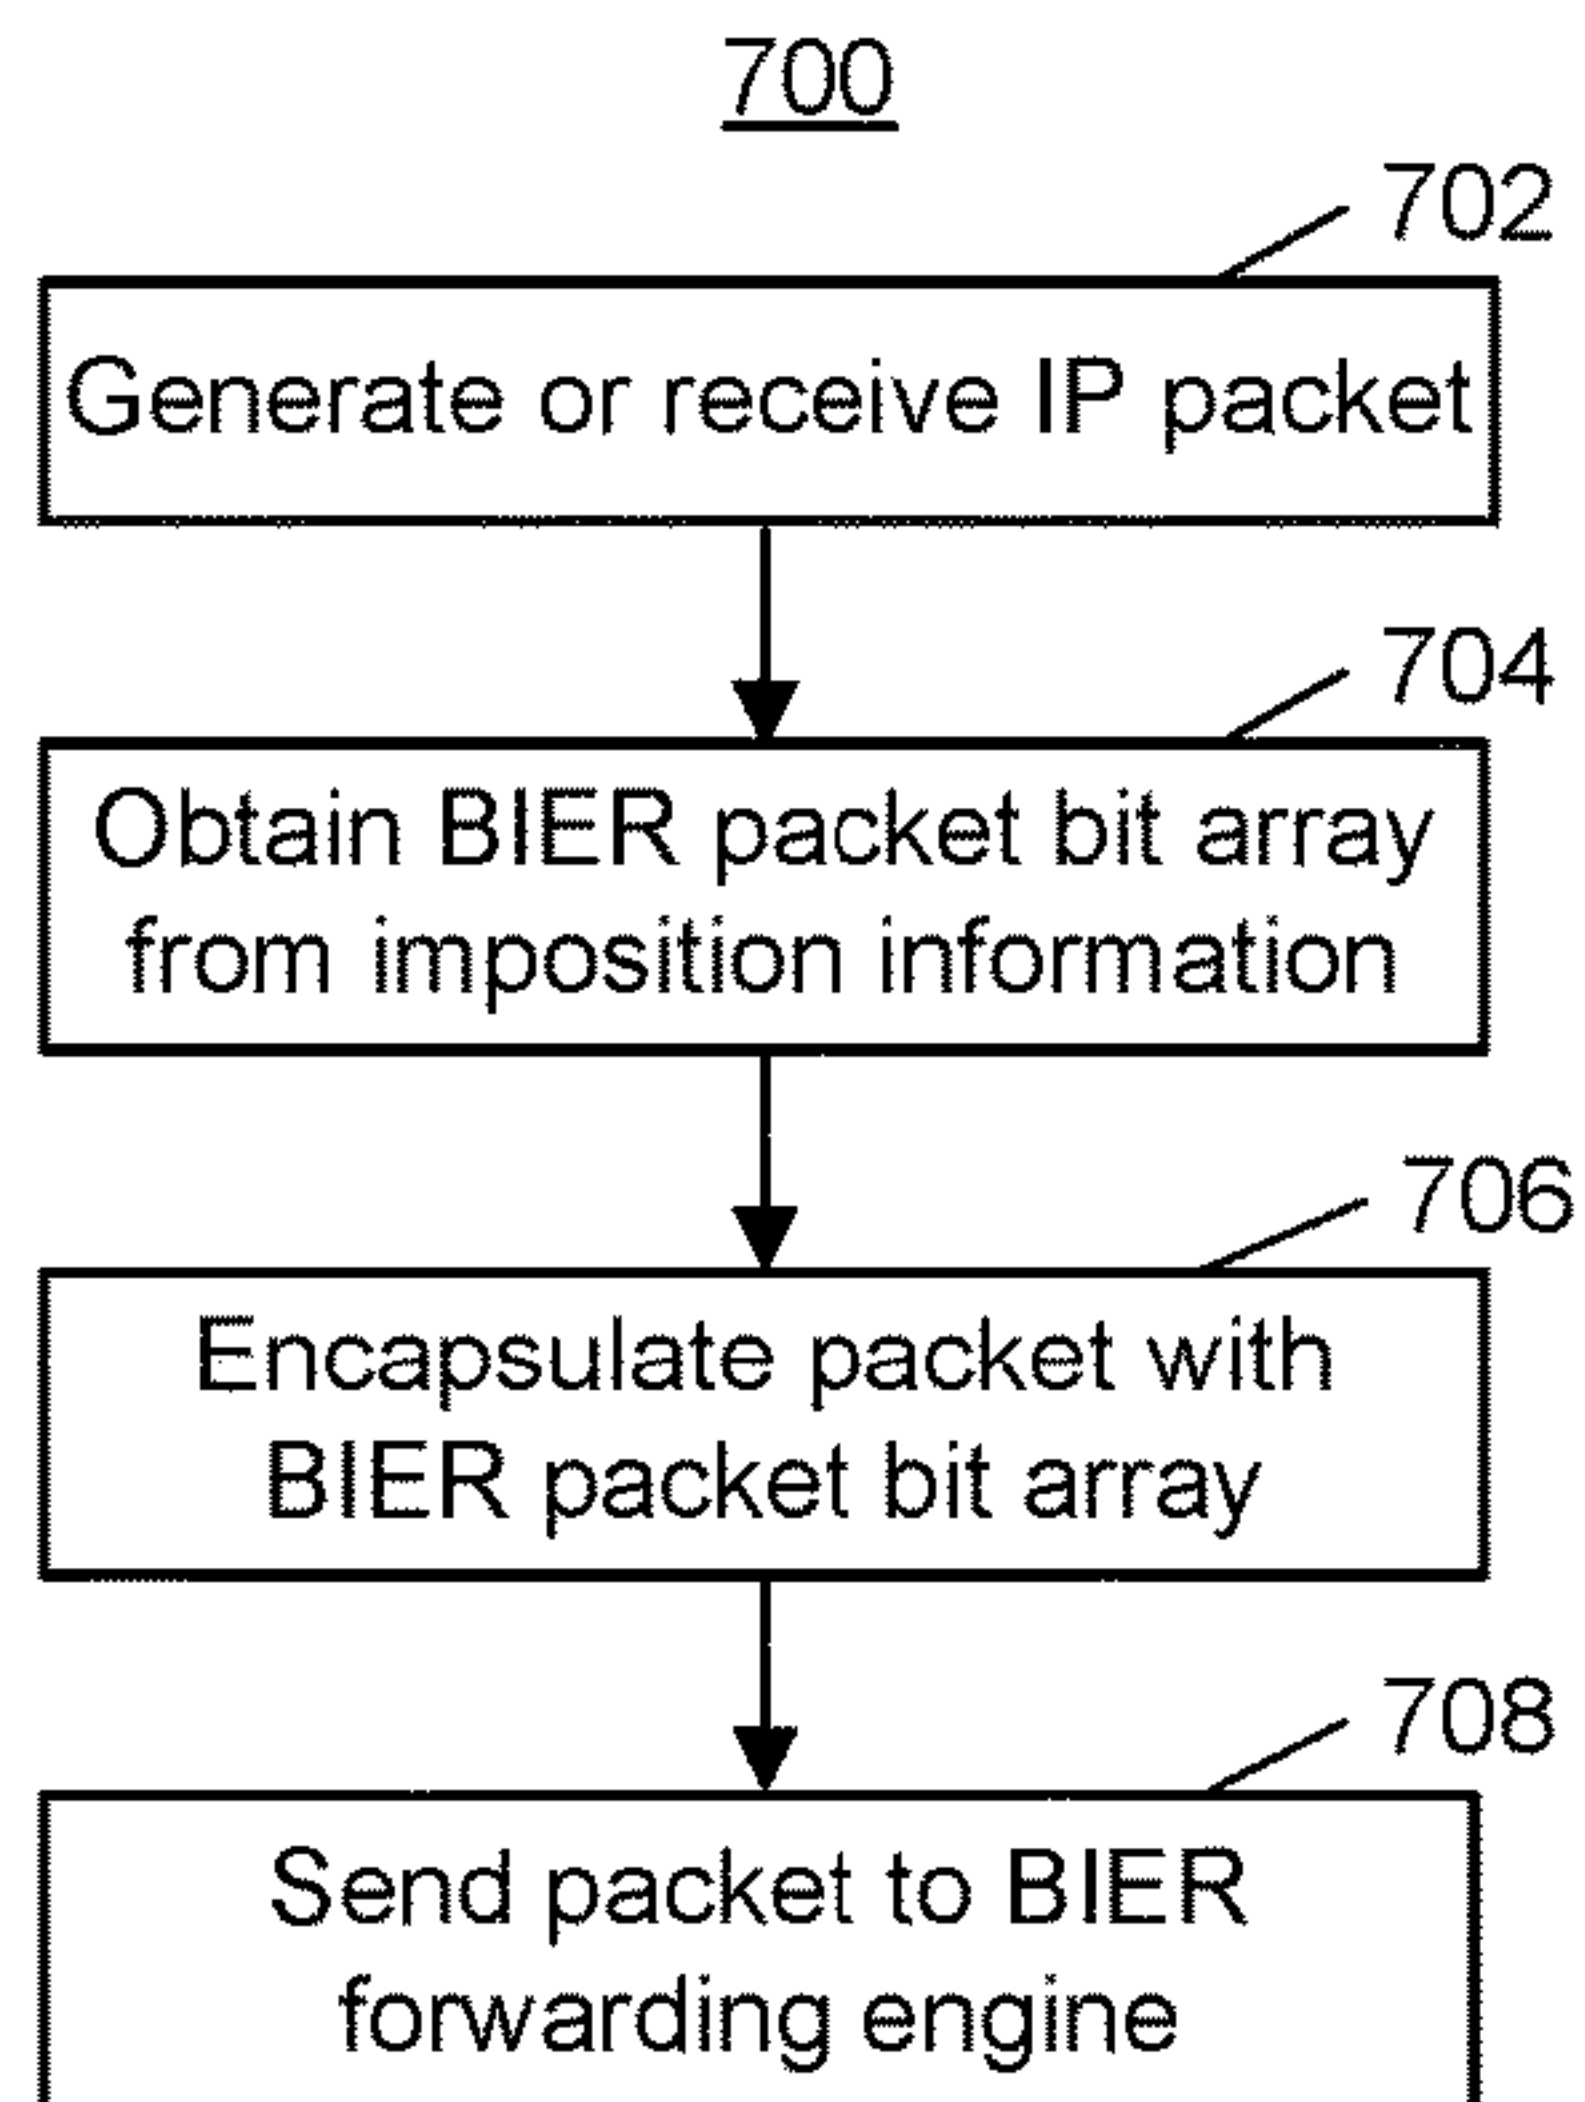 700
702
Generate or receive IP packet
704
Obtain BIER packet bit array
from imposition information
706
Encapsulate packet with
BIER packet bit array
708
Send packet to BIER
forwarding engine